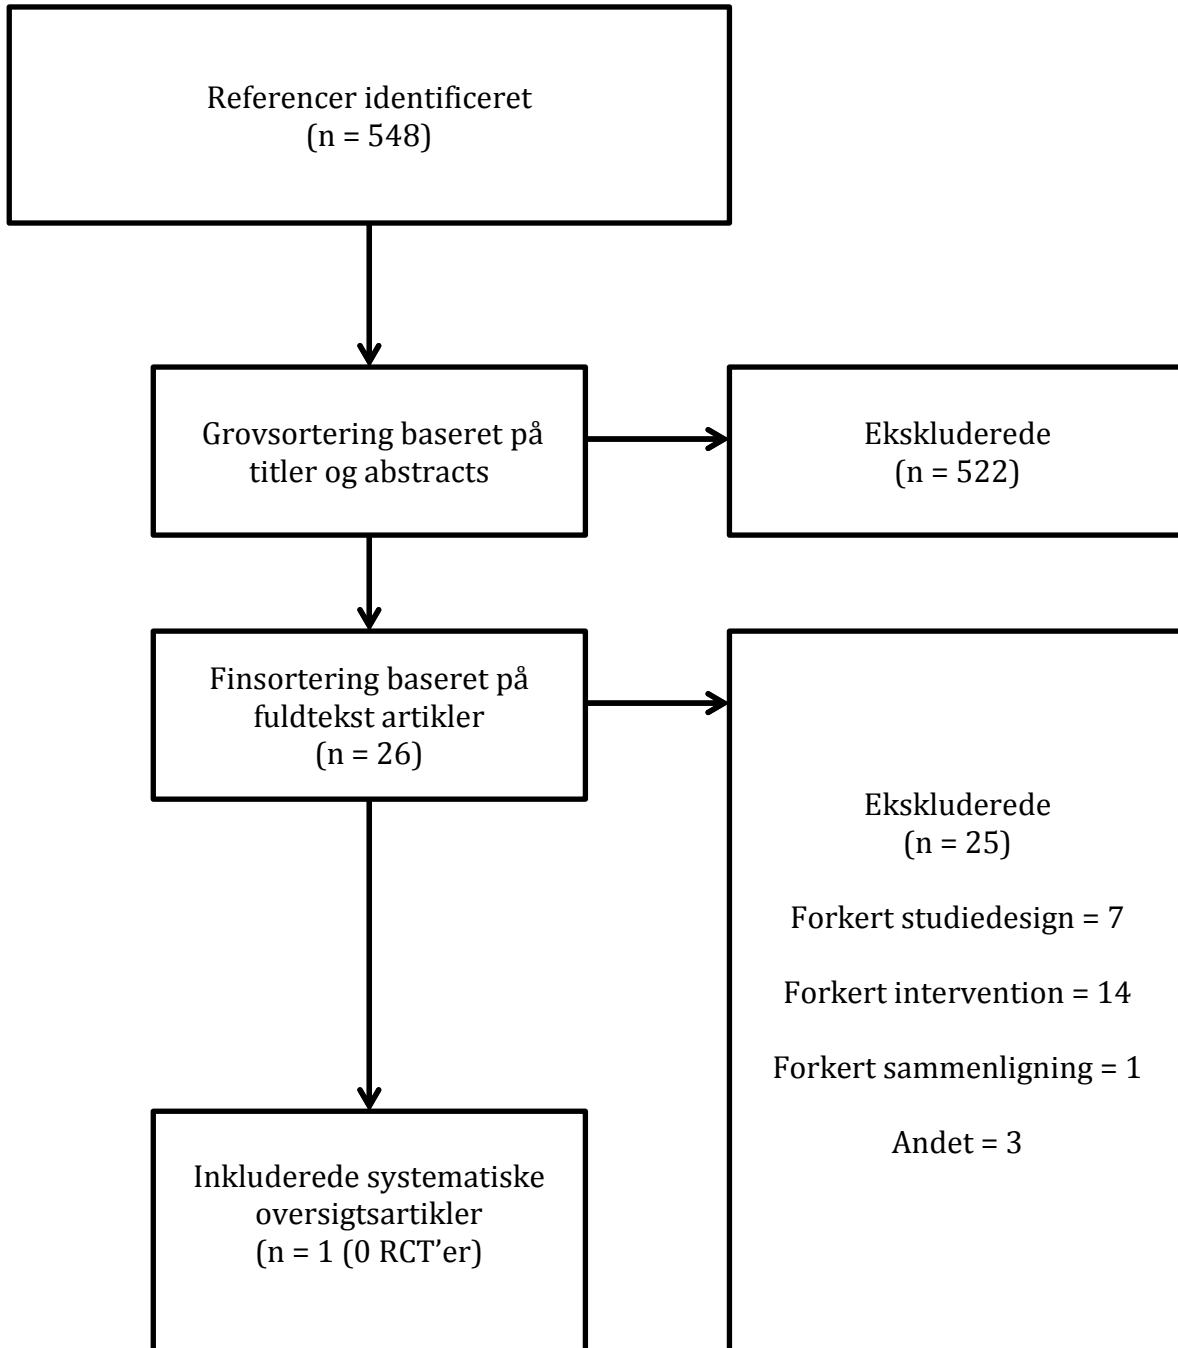 Referencer identificeret
(n = 548)
Grovsortering baseret på
titler og abstracts
Ekskluderede
(n = 522)
Finsortering baseret på
fuldtekst artikler
(n = 26)
Ekskluderede
(n = 25)
Forkert studiedesign = 7
Forkert intervention = 14
Forkert sammenligning = 1
Andet = 3
Inkluderede systematiske
oversigtsartikler
(n = 1 (0 RCT’er)